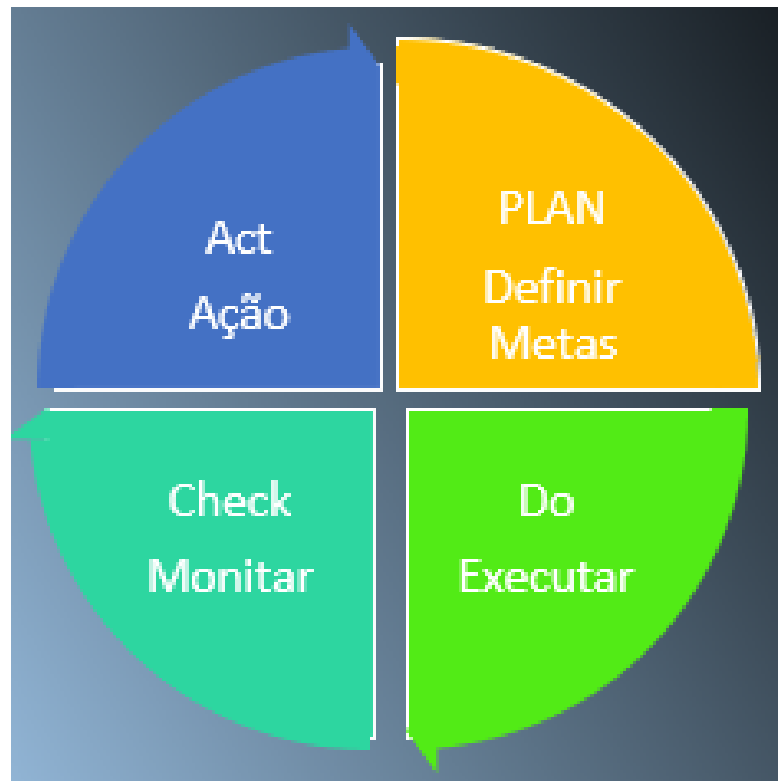 PLAN
Definir
Metas
Do
Executar
Check
Monitar
Act
Ação